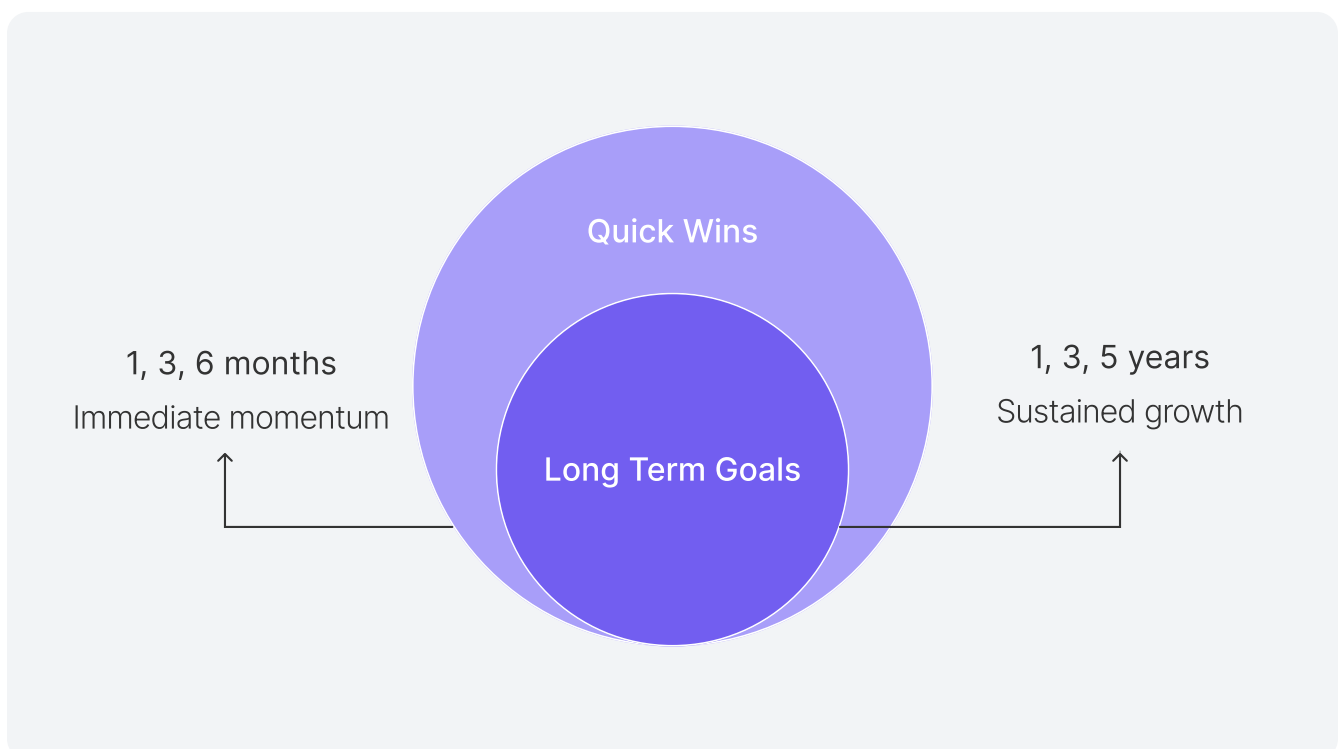 Quick Wins
1, 3, 6 months
Immediate momentum
Long Term Goals
1, 3, 5 years
Sustained growth